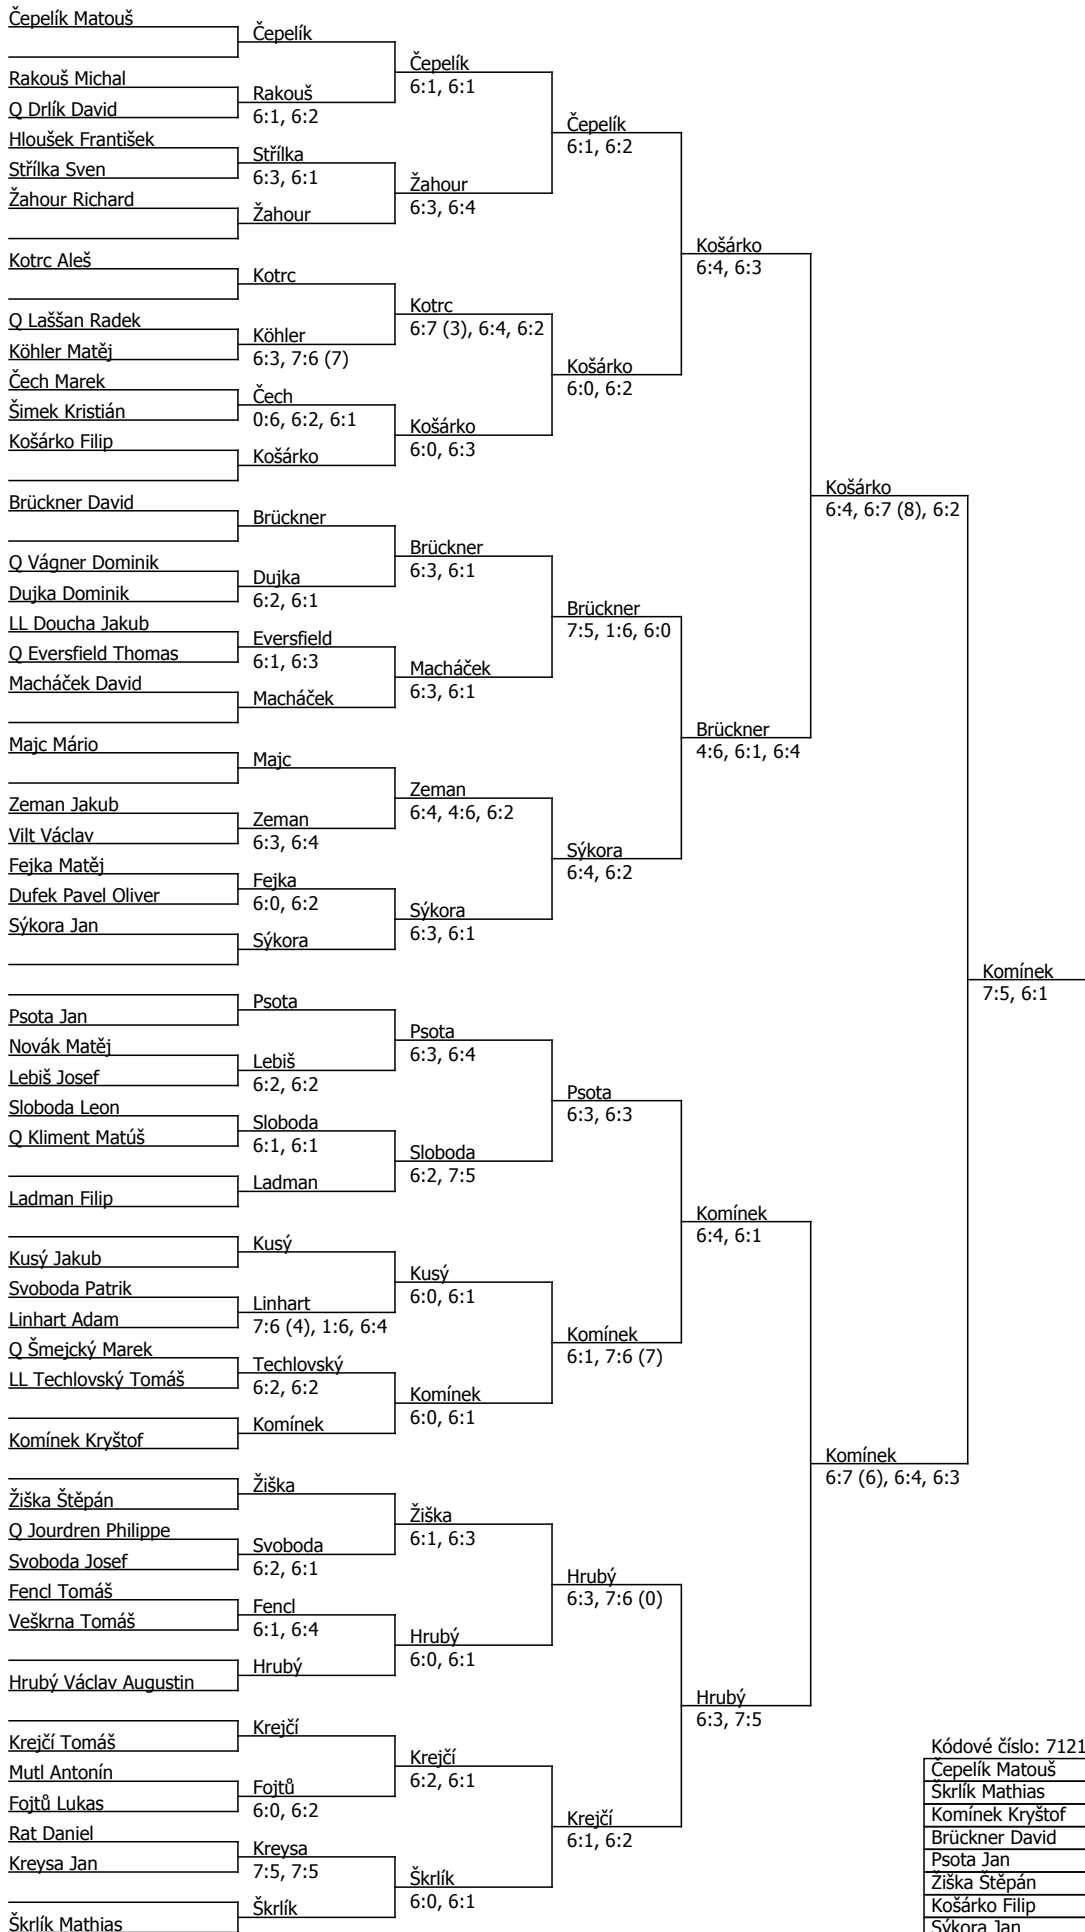 Čepelík Matouš
Rakouš Michal
Q Drlík David
Hloušek František
Střílka Sven
Žahour Richard
Kotrc Aleš
Q Laššan Radek
Köhler Matěj
Čech Marek
Šimek Kristián
Košárko Filip
Brückner David
Q Vágner Dominik
Dujka Dominik
LL Doucha Jakub
Q Eversfield Thomas
Macháček David
Majc Mário
Zeman Jakub
Vilt Václav
Fejka Matěj
Dufek Pavel Oliver
Sýkora Jan
Psota Jan
Novák Matěj
Lebiš Josef
Sloboda Leon
Q Kliment Matúš
Ladman Filip
Kusý Jakub
Svoboda Patrik
Linhart Adam
Q Šmejcký Marek
LL Techlovský Tomáš
Komínek Kryštof
Žiška Štěpán
Q Jourdren Philippe
Svoboda Josef
Fencl Tomáš
Veškrna Tomáš
Hrubý Václav Augustin
Krejčí Tomáš
Mutl Antonín
Fojtů Lukas
Rat Daniel
Kreysa Jan
Škrlík Mathias
Čepelík
Rakouš
6:1, 6:2
Střílka
6:3, 6:1
Žahour
Kotrc
Köhler
6:3, 7:6 (7)
Čech
0:6, 6:2, 6:1
Košárko
Brückner
Dujka
6:2, 6:1
Eversfield
6:1, 6:3
Macháček
Majc
Zeman
6:3, 6:4
Fejka
6:0, 6:2
Sýkora
Psota
Lebiš
6:2, 6:2
Sloboda
6:1, 6:1
Ladman
Kusý
Linhart
7:6 (4), 1:6, 6:4
Techlovský
6:2, 6:2
Komínek
Žiška
Svoboda
6:2, 6:1
Fencl
6:1, 6:4
Hrubý
Krejčí
Fojtů
6:0, 6:2
Kreysa
7:5, 7:5
Škrlík
Čepelík
6:1, 6:1
Žahour
6:3, 6:4
Kotrc
6:7 (3), 6:4, 6:2
Košárko
6:0, 6:3
Brückner
6:3, 6:1
Macháček
6:3, 6:1
Zeman
6:4, 4:6, 6:2
Sýkora
6:3, 6:1
Psota
6:3, 6:4
Sloboda
6:2, 7:5
Kusý
6:0, 6:1
Komínek
6:0, 6:1
Žiška
6:1, 6:3
Hrubý
6:0, 6:1
Krejčí
6:2, 6:1
Škrlík
6:0, 6:1
Čepelík
6:1, 6:2
Košárko
6:0, 6:2
Brückner
7:5, 1:6, 6:0
Sýkora
6:4, 6:2
Psota
6:3, 6:3
Komínek
6:1, 7:6 (7)
Hrubý
6:3, 7:6 (0)
Krejčí
6:1, 6:2
Košárko
6:4, 6:3
Brückner
4:6, 6:1, 6:4
Komínek
6:4, 6:1
Hrubý
6:3, 7:5
Košárko
6:4, 6:7 (8), 6:2
Komínek
6:7 (6), 6:4, 6:3
Komínek
7:5, 6:1
Kódové číslo: 7121
Čepelík Matouš
Škrlík Mathias
Komínek Kryštof
Brückner David
Psota Jan
Žiška Štěpán
Košárko Filip
Sýkora Jan